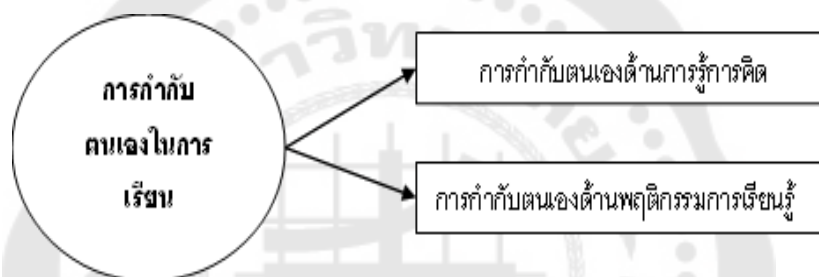 การกำกับ
ตนเองในการ
เรียน
การกำกับตนเองด้านการรู้การคิด
การกำกับตนเองด้านพฤติกรรมการเรียนรู้